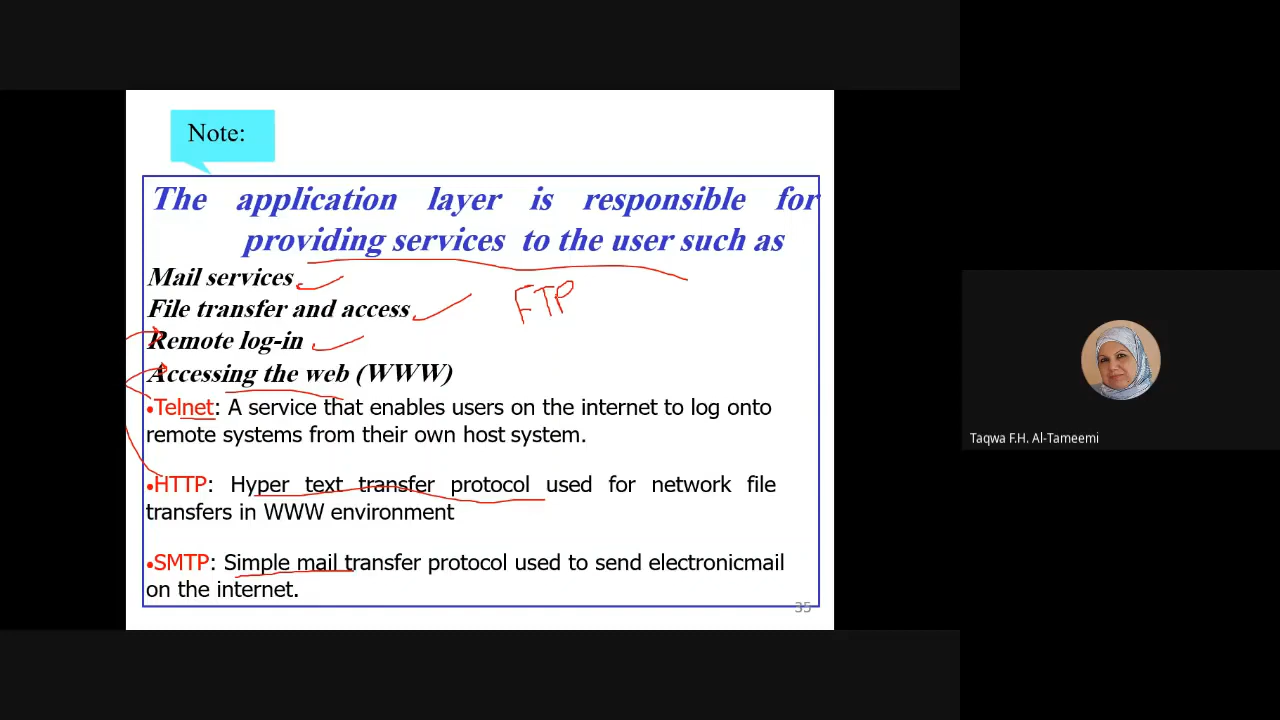 Note:
The application layer is responsible for
providing services to the user such as
Mail services
File transfer and access
FTP
Remote log-in
Accessing the web (WWW)
•Telnet: A service that enables users on the internet to log onto
remote systems from their own host system.
•HTTP: Hyper text transfer protocol used for network file
transfers in WWW environment
•SMTP: Simple mail transfer protocol used to send electronicmail
on the internet.
35
Taqwa F.H. Al-Tameemi